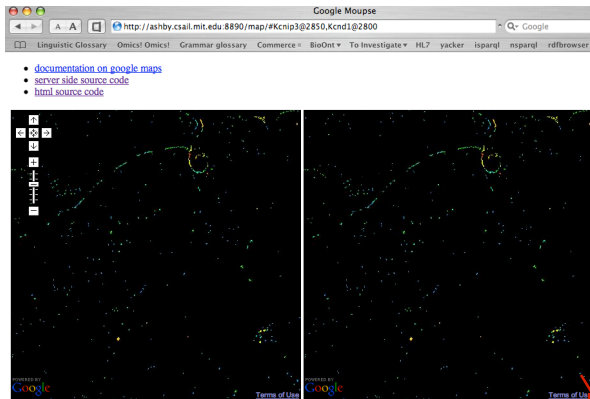 Google Moupse
A A
http://ashby.csail.mit.edu:8890/map/#Kcnip3@2850,Kcnd1@2800
Google
Linguistic Glossary Omics! Omics! Grammar glossary Commerce BioOnt To Investigate HL7 yacker isparql nsparql rdfbrowser
documentation on google maps
server side source code
html source code
POWERED BY
Google
Terms of Use
POWERED BY
Google
Terms of Use